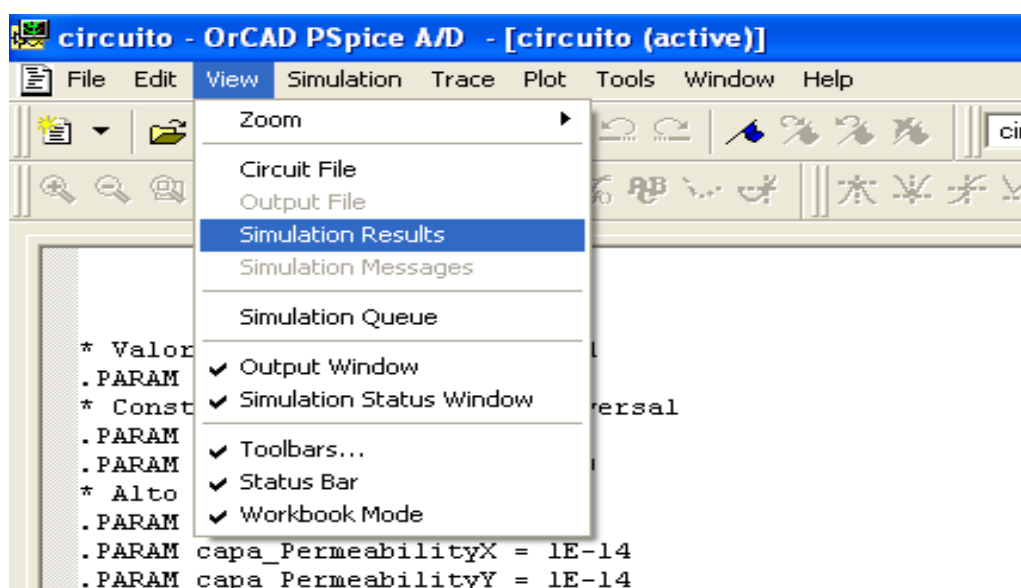 circuito - OrCAD PSpice A/D - [circuito (active)]
File Edit View Simulation Trace Plot Tools Window Help
Zoom
Circuit File
Output File
Simulation Results
Simulation Messages
Simulation Queue
Output Window
Simulation Status Window
Toolbars...
Status Bar
Workbook Mode
* Valor
.PARAM
* Const
.PARAM
.PARAM
* Alto
.PARAM
.PARAM capa_PermeabilityX = 1E-14
.PARAM capa_PermeabilityY = 1E-14